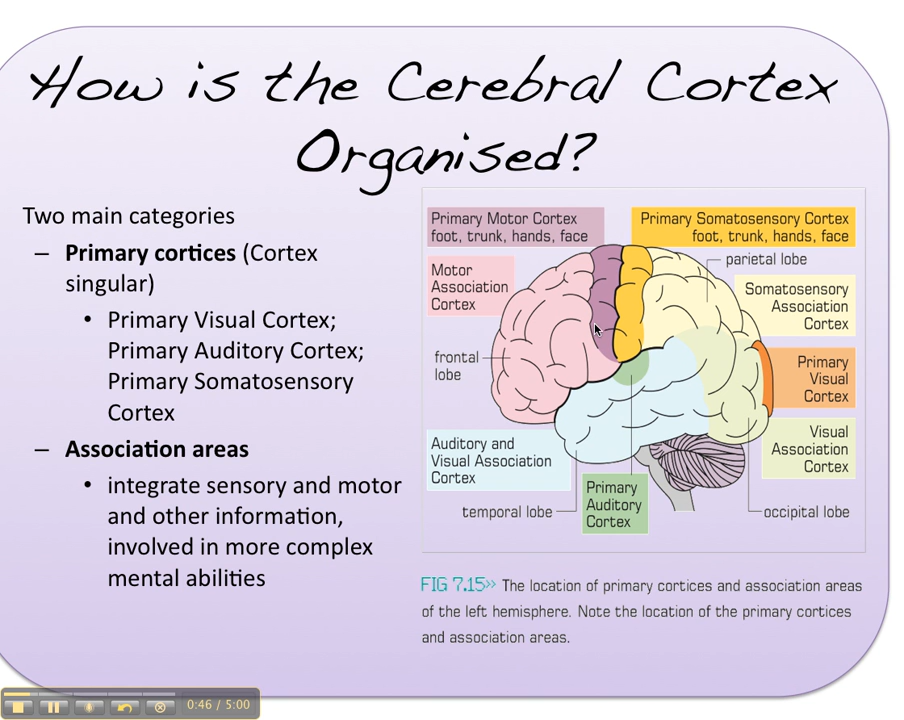 How is the Cerebral Cortex
Organised?
Two main categories
– Primary cortices (Cortex
singular)
• Primary Visual Cortex;
Primary Auditory Cortex;
Primary Somatosensory
Cortex
– Association areas
• integrate sensory and motor
and other information,
involved in more complex
mental abilities
Primary Motor Cortex
foot, trunk, hands, face
Primary Somatosensory Cortex
foot, trunk, hands, face
Motor
Association
Cortex
parietal lobe
Somatosensory
Association
Cortex
frontal
lobe
Primary
Visual
Cortex
Auditory and
Visual Association
Cortex
Visual
Association
Cortex
Primary
Auditory
Cortex
temporal lobe
occipital lobe
FIG 7.15» The location of primary cortices and association areas
of the left hemisphere. Note the location of the primary cortices
and association areas.
0:46 / 5:00